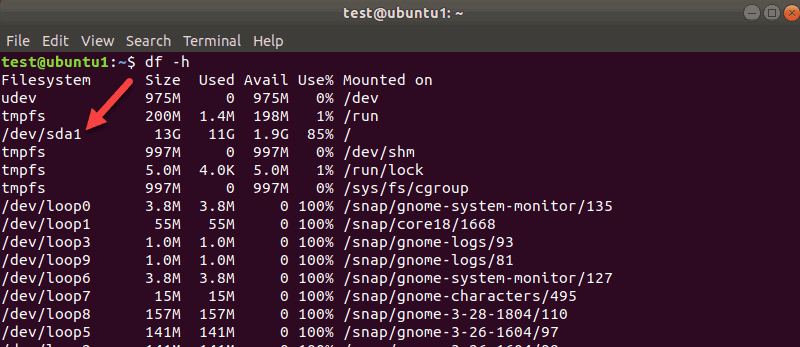 test@ubuntu1: ~
File Edit View Search Terminal Help
test@ubuntu1:~$ df -h
Filesystem Size Used Avail Use% Mounted on
udev 975M 0 975M 0% /dev
tmpfs 200M 1.4M 198M 1% /run
/dev/sda1 13G 11G 1.9G 85% /
tmpfs 997M 0 997M 0% /dev/shm
tmpfs 5.0M 4.0K 5.0M 1% /run/lock
tmpfs 997M 0 997M 0% /sys/fs/cgroup
/dev/loop0 3.8M 3.8M 0 100% /snap/gnome-system-monitor/135
/dev/loop1 55M 55M 0 100% /snap/core18/1668
/dev/loop3 1.0M 1.0M 0 100% /snap/gnome-logs/93
/dev/loop9 1.0M 1.0M 0 100% /snap/gnome-logs/81
/dev/loop6 3.8M 3.8M 0 100% /snap/gnome-system-monitor/127
/dev/loop7 15M 15M 0 100% /snap/gnome-characters/495
/dev/loop8 157M 157M 0 100% /snap/gnome-3-28-1804/110
/dev/loop5 141M 141M 0 100% /snap/gnome-3-26-1604/97